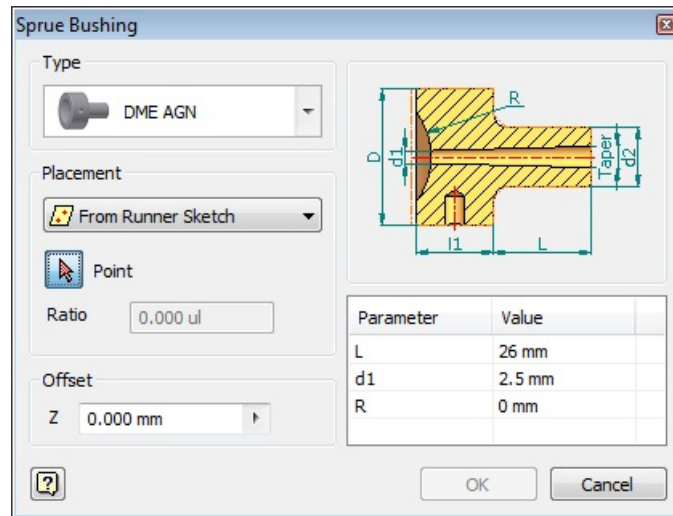 Sprue Bushing
Type
DME AGN
Placement
From Runner Sketch
Point
Ratio 0.000 ul
Offset
Z 0.000 mm
D
d1
R
Taper
d2
l1
L
Parameter Value
L 26 mm
d1 2.5 mm
R 0 mm
OK Cancel